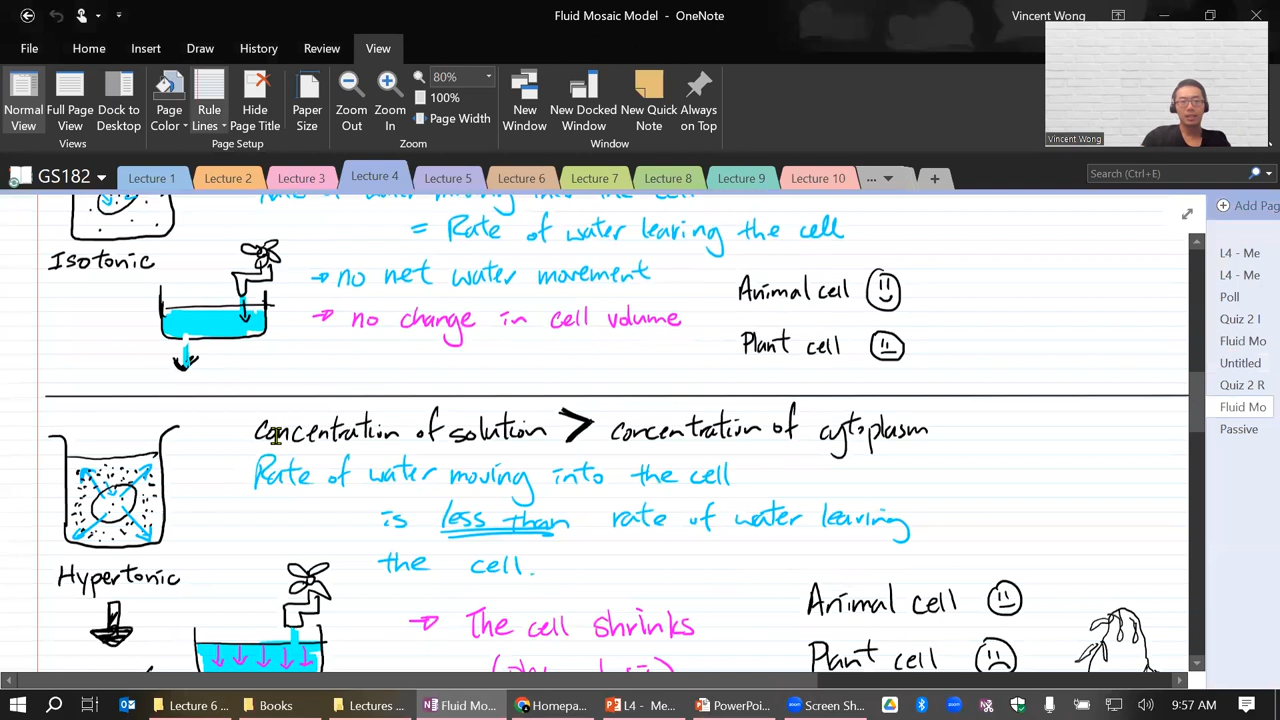 Fluid Mosaic Model - OneNote
Vincent Wong
File
Home
Insert
Draw
History
Review
View
Normal View
Full Page View
Dock to Desktop
Views
Page Color
Rule Lines
Hide Page Title
Page Setup
Paper Size
Zoom Out
Zoom In
80%
100%
Page Width
Zoom
New Window
New Docked Window
New Quick Note
Always on Top
Window
Vincent Wong
GS182
Lecture 1
Lecture 2
Lecture 3
Lecture 4
Lecture 5
Lecture 6
Lecture 7
Lecture 8
Lecture 9
Lecture 10
...
Search (Ctrl+E)
Add Pag
L4 - Me
L4 - Me
Poll
Quiz 2 I
Fluid Mo
Untitled
Quiz 2 R
Fluid Mo
Passive
= Rate of water leaving the cell
Isotonic
→ no net water movement
→ no change in cell volume
Animal cell
Plant cell
concentration of solution > concentration of cytoplasm
Rate of water moving into the cell
is less than rate of water leaving
the cell.
Hypertonic
→ The cell shrinks
Animal cell
Plant cell
Lecture 6...
Books
Lectures ...
Fluid Mo...
Hernepa...
L4 - Me...
PowerPoi...
Screen Sh...
9:57 AM